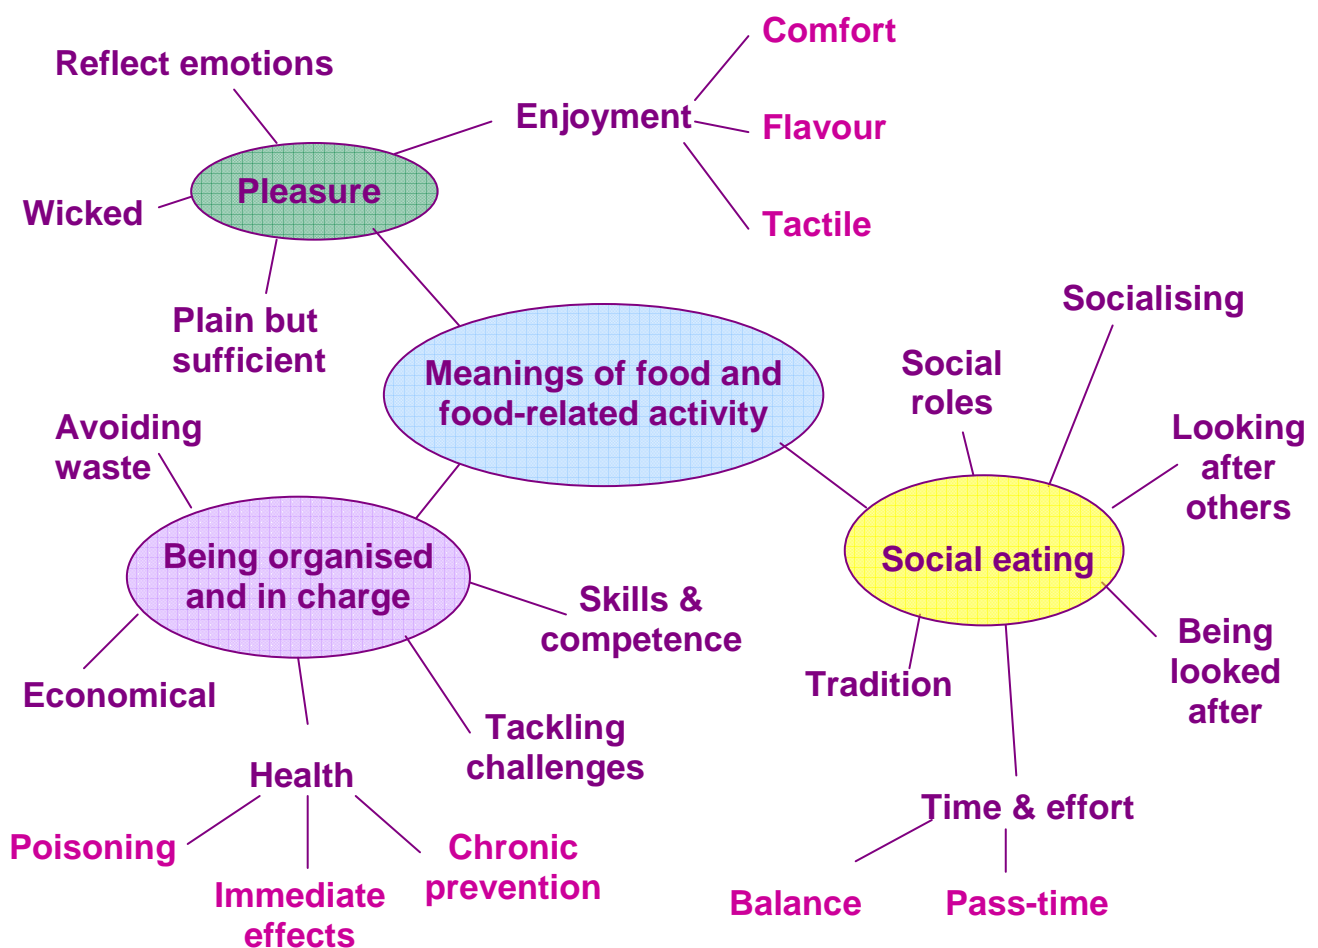 Comfort
Reflect emotions
Enjoyment
Flavour
Pleasure
Wicked
Tactile
Plain but
sufficient
Meanings of food and
food-related activity
Socialising
Social
roles
Looking
after
others
Avoiding
waste
Being organised
and in charge
Social eating
Skills &
competence
Being
looked
after
Tradition
Economical
Tackling
challenges
Health
Time & effort
Poisoning
Immediate
effects
Chronic
prevention
Balance
Pass-time